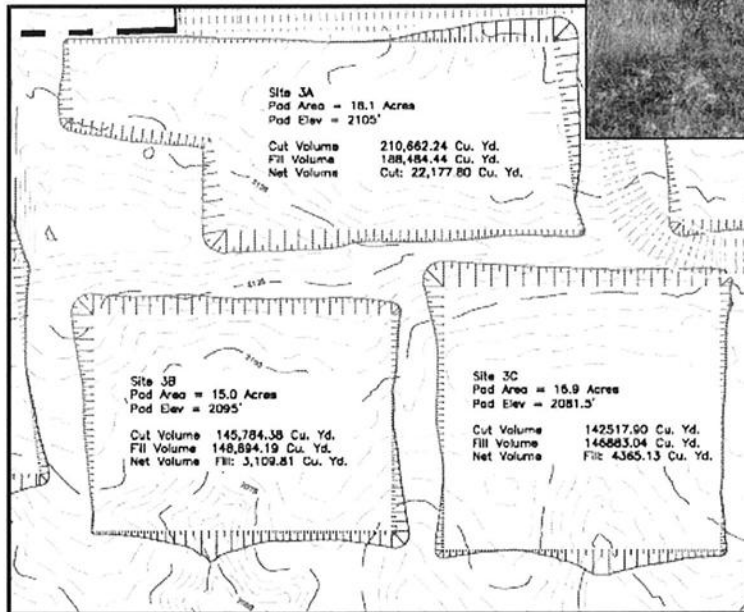 Site 3A
Pad Area = 18.1 Acres
Pad Elev = 2105'
Cut Volume 210,662.24 Cu. Yd.
Fill Volume 188,484.44 Cu. Yd.
Net Volume Cut: 22,177.80 Cu. Yd.
2125
Site 3B
Pad Area = 15.0 Acres
Pad Elev = 2095'
Cut Volume 145,784.38 Cu. Yd.
Fill Volume 148,894.19 Cu. Yd.
Net Volume Fill: 3,109.81 Cu. Yd.
2100
2075
Site 3C
Pad Area = 16.9 Acres
Pad Elev = 2081.5'
Cut Volume 142517.90 Cu. Yd.
Fill Volume 146883.04 Cu. Yd.
Net Volume Fill: 4365.13 Cu. Yd.